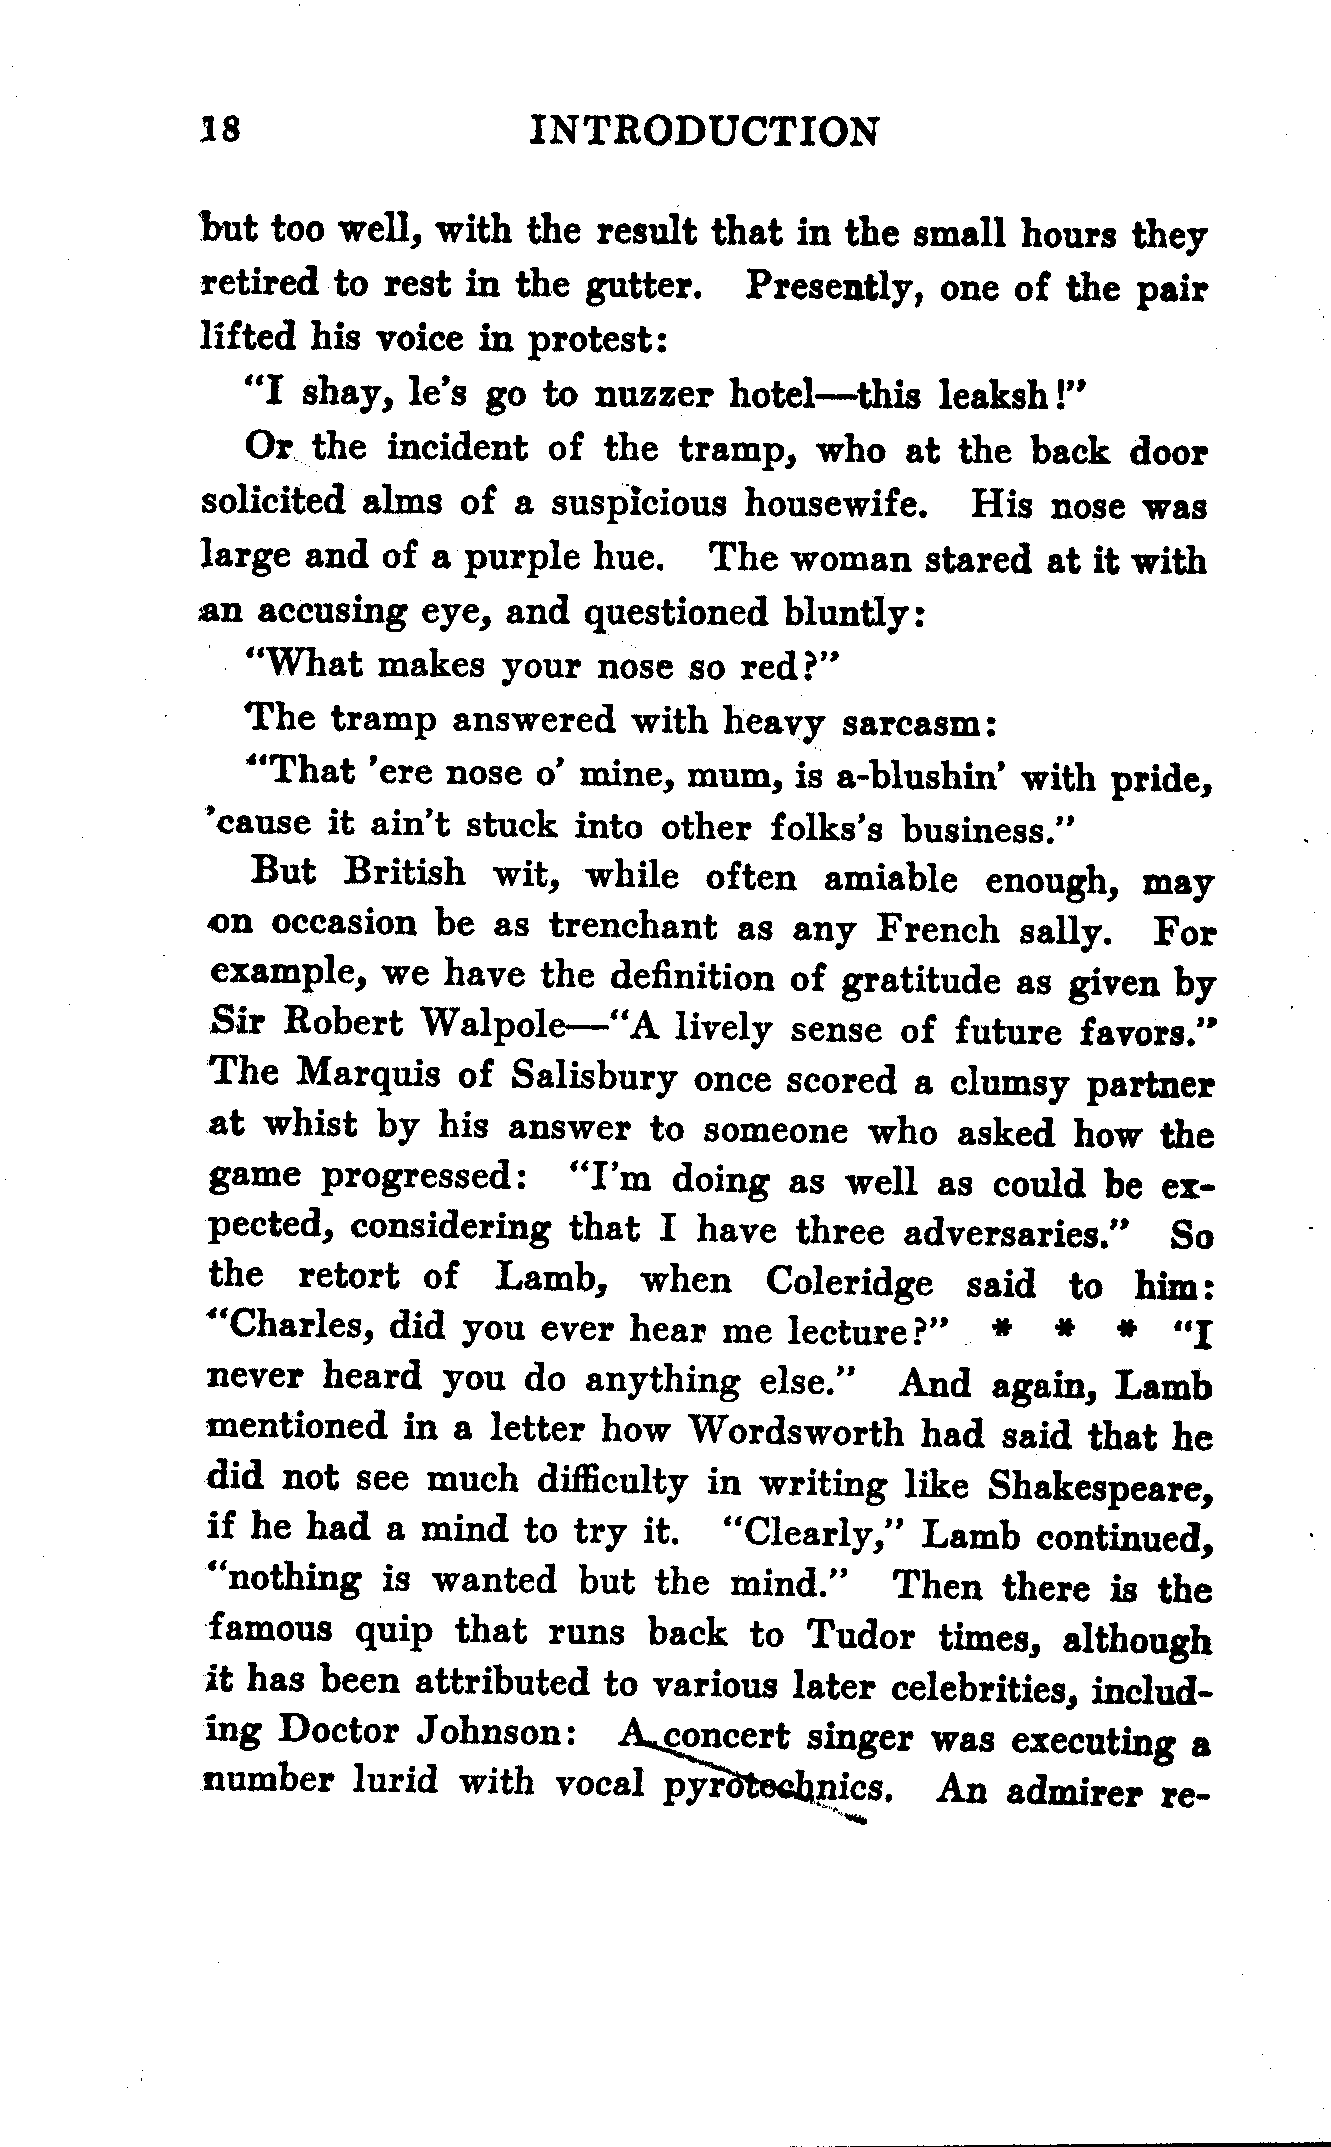 18 INTRODUCTION
but too well, with the result that in the small hours they
retired to rest in the gutter. Presently, one of the pair
lifted his voice in protest:
"I shay, le's go to nuzzer hotel—this leaksh!"
Or the incident of the tramp, who at the back door
solicited alms of a suspicious housewife. His nose was
large and of a purple hue. The woman stared at it with
an accusing eye, and questioned bluntly:
"What makes your nose so red?"
The tramp answered with heavy sarcasm:
"That 'ere nose o' mine, mum, is a-blushin' with pride,
'cause it ain't stuck into other folks's business."
But British wit, while often amiable enough, may
on occasion be as trenchant as any French sally. For
example, we have the definition of gratitude as given by
Sir Robert Walpole—"A lively sense of future favors."
The Marquis of Salisbury once scored a clumsy partner
at whist by his answer to someone who asked how the
game progressed: "I'm doing as well as could be ex-
pected, considering that I have three adversaries." So
the retort of Lamb, when Coleridge said to him:
"Charles, did you ever hear me lecture?" * * * "I
never heard you do anything else." And again, Lamb
mentioned in a letter how Wordsworth had said that he
did not see much difficulty in writing like Shakespeare,
if he had a mind to try it. "Clearly," Lamb continued,
"nothing is wanted but the mind." Then there is the
famous quip that runs back to Tudor times, although
it has been attributed to various later celebrities, includ-
ing Doctor Johnson: A concert singer was executing a
number lurid with vocal pyrotechnics. An admirer re-